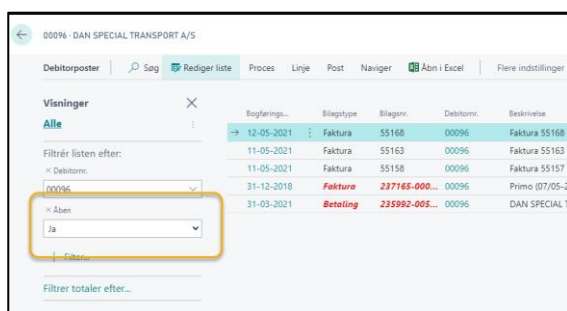 00096 · DAN SPECIAL TRANSPORT A/S
Debitorposter Søg Rediger liste Proces Linje Post Naviger Åbn i Excel Flere indstillinger
Visninger
Alle
Filtrér listen efter:
× Debitornr.
00096
× Åben
Ja
Filter...
Filtrer totaler efter...
Bogførings... Bilagstype Bilagsnr. Debitornr. Beskrivelse
12-05-2021 Faktura 55168 00096 Faktura 55168
11-05-2021 Faktura 55163 00096 Faktura 55163
11-05-2021 Faktura 55158 00096 Faktura 55157
31-12-2018 Faktura 237165-000... 00096 Primo (07/05-2
31-03-2021 Betaling 235992-005... 00096 DAN SPECIAL T